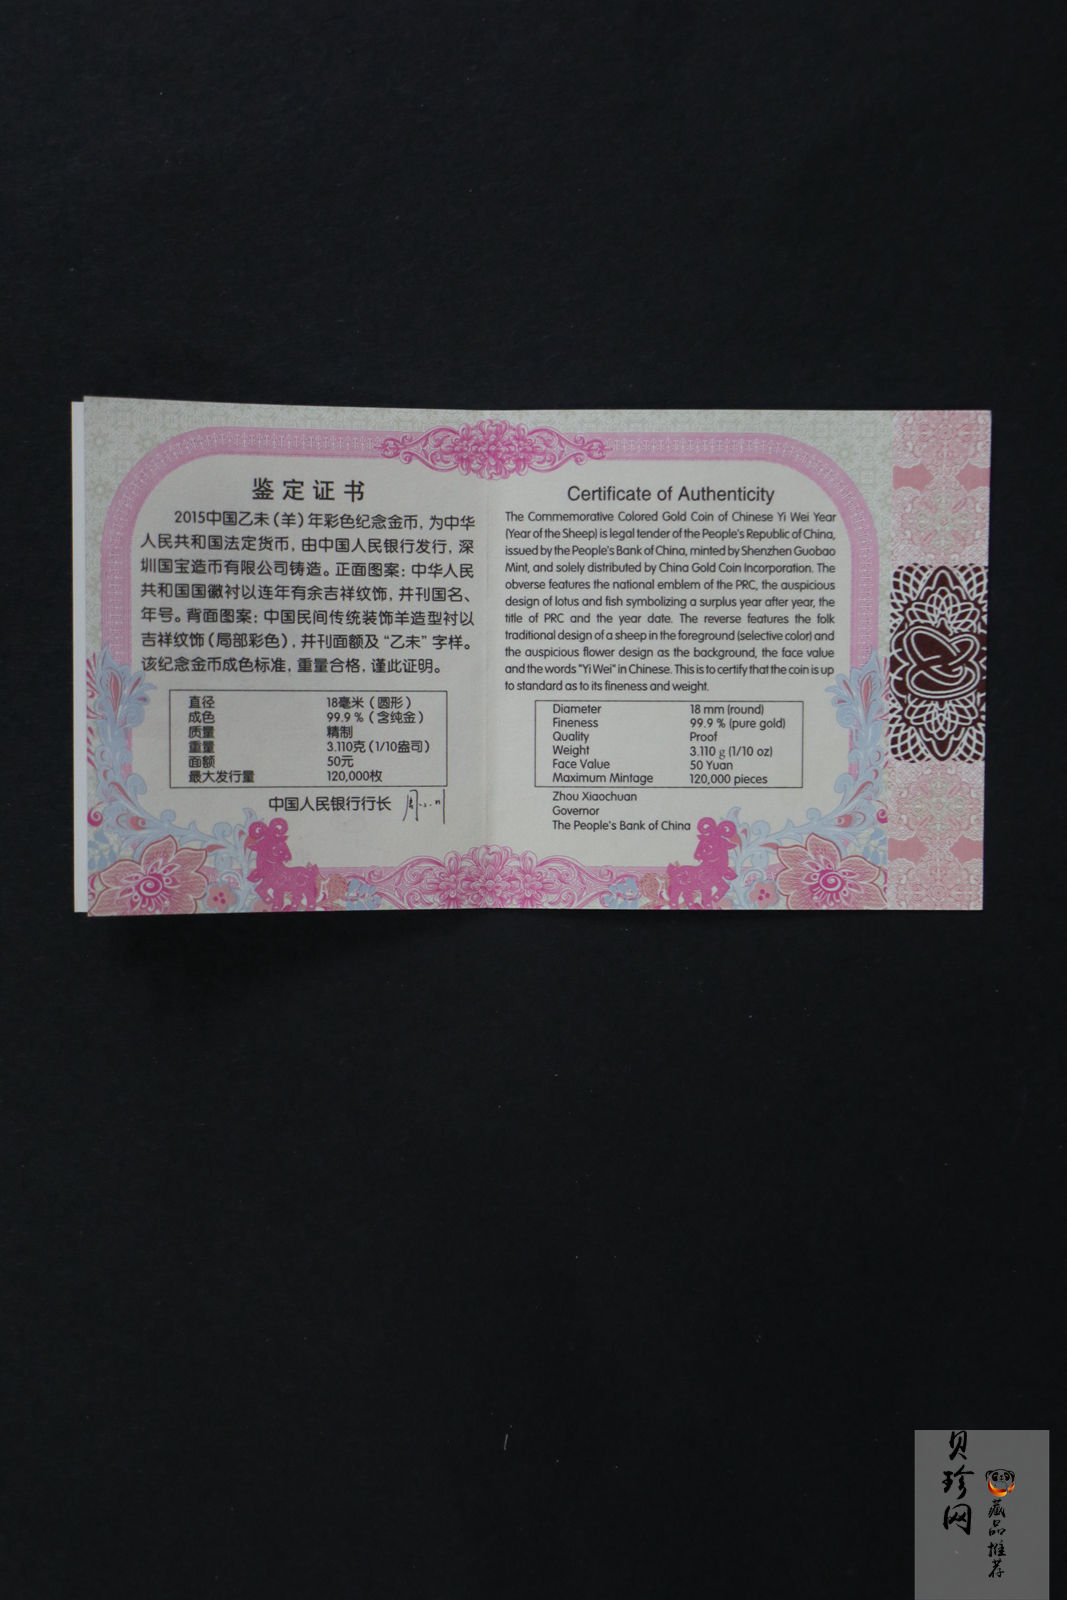 鉴定证书
2015中国乙未（羊）年彩色纪念金币，为中华
人民共和国法定货币，由中国人民银行发行，深
圳国宝造币有限公司铸造。正面图案：中华人民
共和国国徽衬以连年有余吉祥纹饰，并刊国名、
年号。背面图案：中国民间传统装饰羊造型衬以
吉祥纹饰（局部彩色），并刊面额及“乙未”字样。
该纪念金币成色标准，重量合格，谨此证明。
直径 18毫米（圆形）
成色 99.9 %（含纯金）
质量 精制
重量 3.110克（1/10盎司）
面额 50元
最大发行量 120,000枚
中国人民银行行长 周小川
Certificate of Authenticity
The Commemorative Colored Gold Coin of Chinese Yi Wei Year
(Year of the Sheep) is legal tender of the People's Republic of China,
issued by the People's Bank of China, minted by Shenzhen Guobao
Mint, and solely distributed by China Gold Coin Incorporation. The
obverse features the national emblem of the PRC, the auspicious
design of lotus and fish symbolizing a surplus year after year, the
title of PRC and the year date. The reverse features the folk
traditional design of a sheep in the foreground (selective color) and
the auspicious flower design as the background, the face value
and the words "Yi Wei" in Chinese. This is to certify that the coin is up
to standard as to its fineness and weight.
Diameter 18 mm (round)
Fineness 99.9 % (pure gold)
Quality Proof
Weight 3.110 g (1/10 oz)
Face Value 50 Yuan
Maximum Mintage 120,000 pieces
Zhou Xiaochuan
Governor
The People's Bank of China
贝珍网
藏品推荐